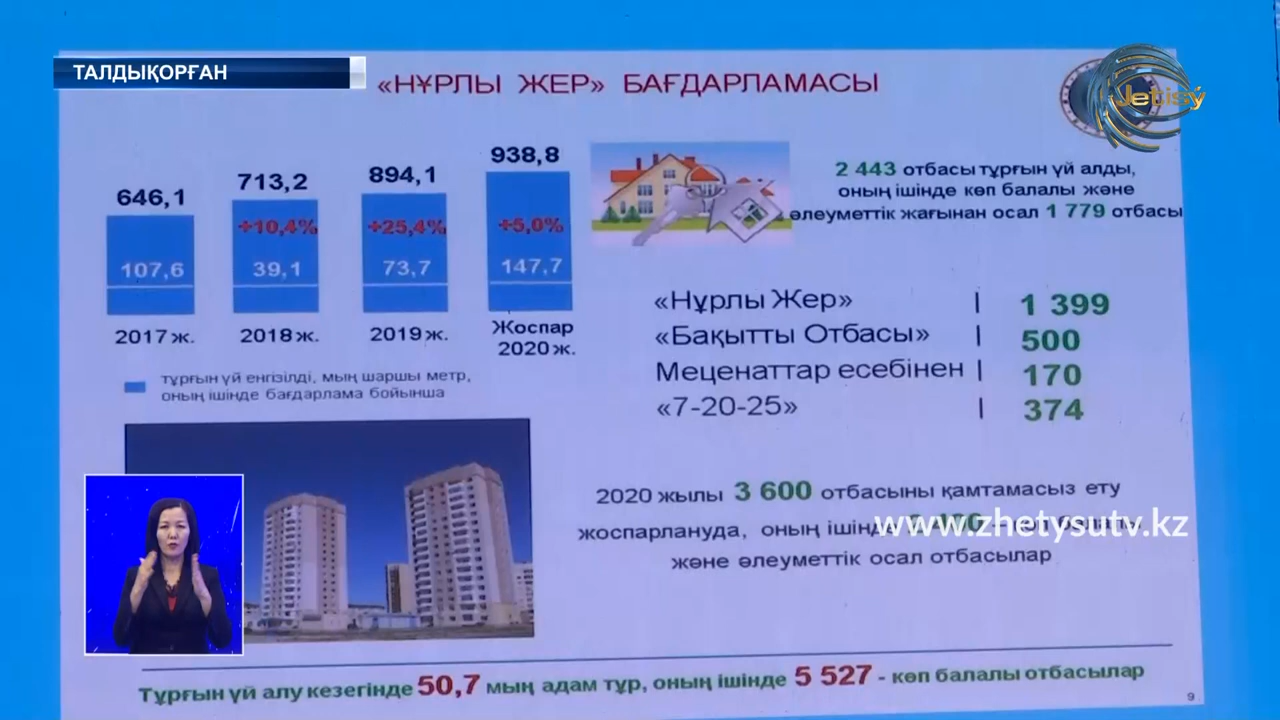 ТАЛДЫҚОРҒАН
«НҰРЛЫ ЖЕР» БАҒДАРЛАМАСЫ
Jetisý
646,1
713,2
894,1
938,8
+10,4%
+25,4%
+5,0%
107,6
39,1
73,7
147,7
2017 ж.
2018 ж.
2019 ж.
Жоспар
2020 ж.
тұрғын үй енгізілді, мың шаршы метр,
оның ішінде бағдарлама бойынша
2 443 отбасы тұрғын үй алды,
оның ішінде көп балалы және
әлеуметтік жағынан осал 1 779 отбасы
«Нұрлы Жер» | 1 399
«Бақытты Отбасы» | 500
Меценаттар есебінен | 170
«7-20-25» | 374
2020 жылы 3 600 отбасыны қамтамасыз ету
жоспарлануда, оның ішінде
www.zhetysutv.kz
және әлеуметтік осал отбасылар
Тұрғын үй алу кезегінде 50,7 мың адам тұр, оның ішінде 5 527 - көп балалы отбасылар
9